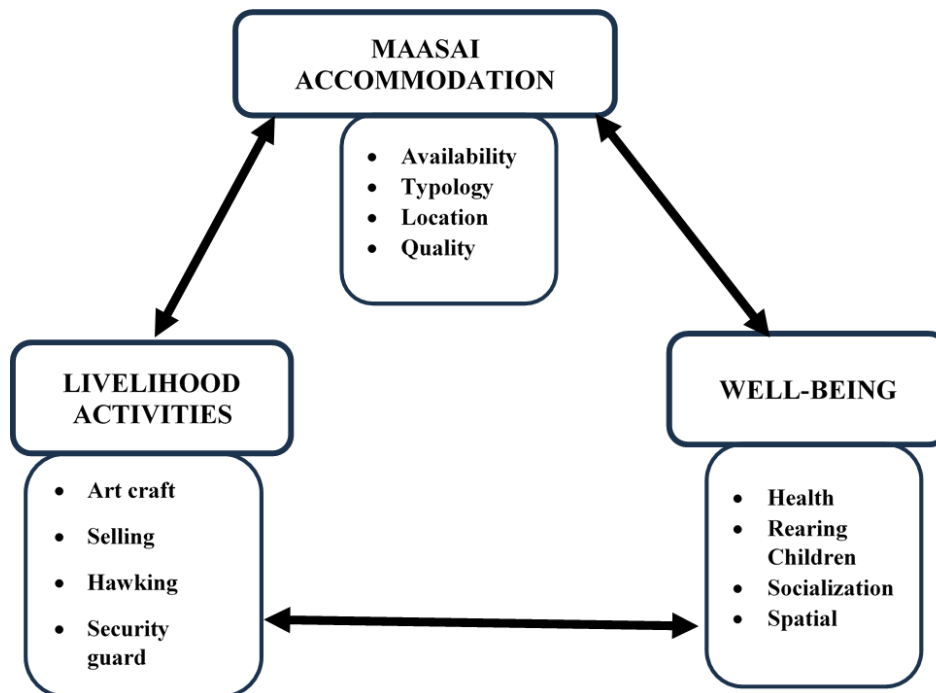 MAASAI
ACCOMMODATION
• Availability
• Typology
• Location
• Quality
LIVELIHOOD
ACTIVITIES
• Art craft
• Selling
• Hawking
• Security
guard
WELL-BEING
• Health
• Rearing
Children
• Socialization
• Spatial